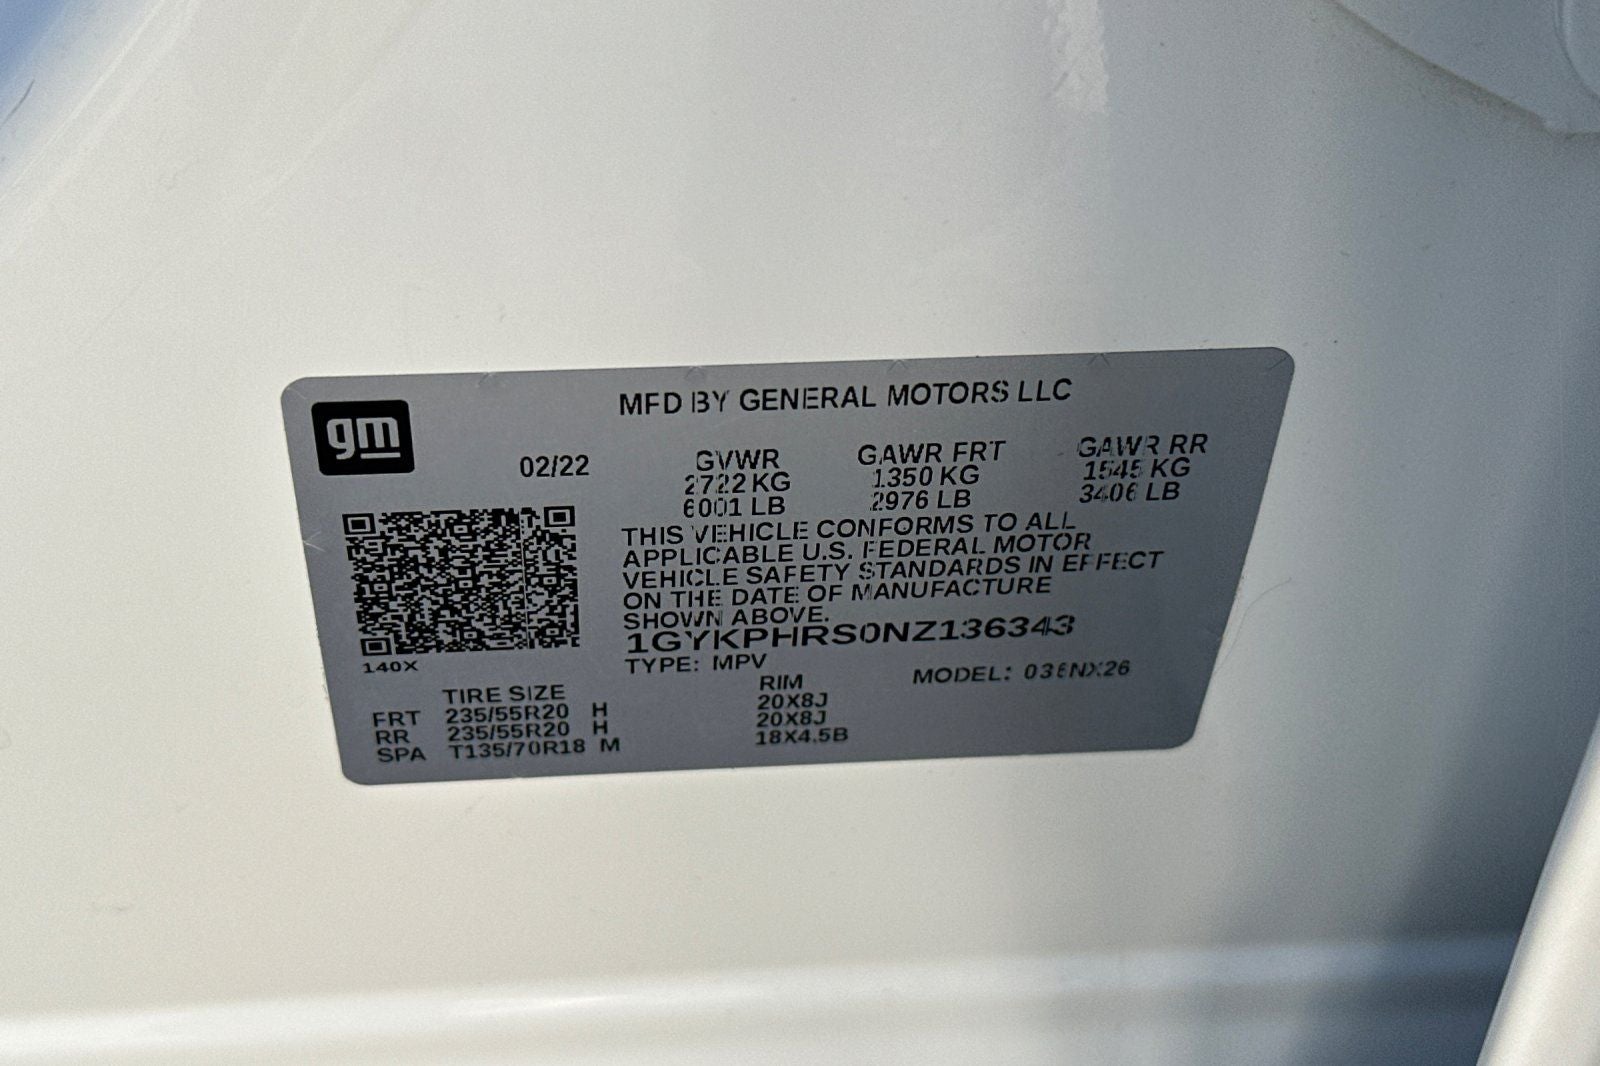 MFD BY GENERAL MOTORS LLC
gm
02/22 GVWR GAWR FRT GAWR RR
2722 KG 1350 KG 1545 KG
6001 LB 2976 LB 3406 LB
THIS VEHICLE CONFORMS TO ALL
APPLICABLE U.S. FEDERAL MOTOR
VEHICLE SAFETY STANDARDS IN EFFECT
ON THE DATE OF MANUFACTURE
SHOWN ABOVE.
1GYKPHRS0NZ136343
140X
TYPE: MPV MODEL: 036NX26
TIRE SIZE RIM
FRT 235/55R20 H 20X8J
RR 235/55R20 H 20X8J
SPA T135/70R18 M 18X4.5B